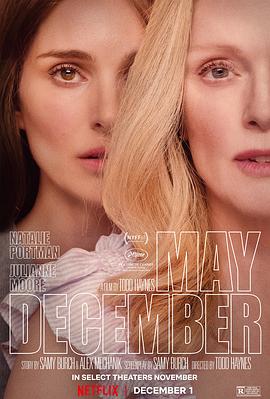 NATALIE
PORTMAN
JULIANNE
MOORE
A FILM BY TODD HAYNES
MAY
DECEMBER
STORY BY SAMY BURCH & ALEX MECHANIK SCREENPLAY BY SAMY BURCH DIRECTED BY TODD HAYNES
IN SELECT THEATERS NOVEMBER
NETFLIX DECEMBER 1
R